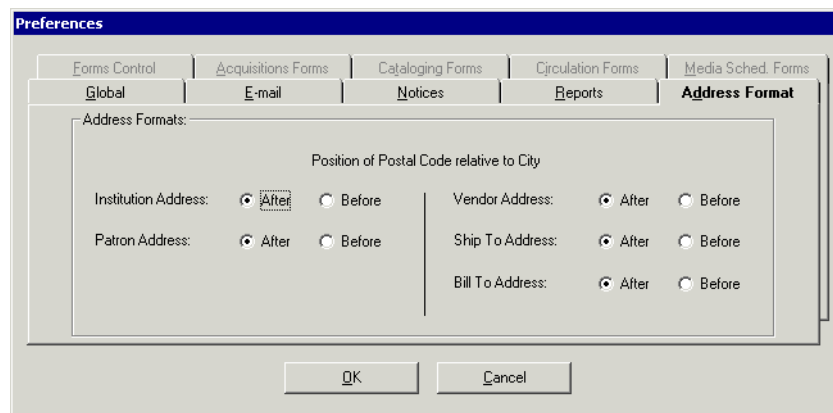 Preferences
Forms Control Acquisitions Forms Cataloging Forms Circulation Forms Media Sched. Forms
Global E-mail Notices Reports Address Format
Address Formats:
Position of Postal Code relative to City
Institution Address: After Before Vendor Address: After Before
Patron Address: After Before Ship To Address: After Before
Bill To Address: After Before
OK Cancel